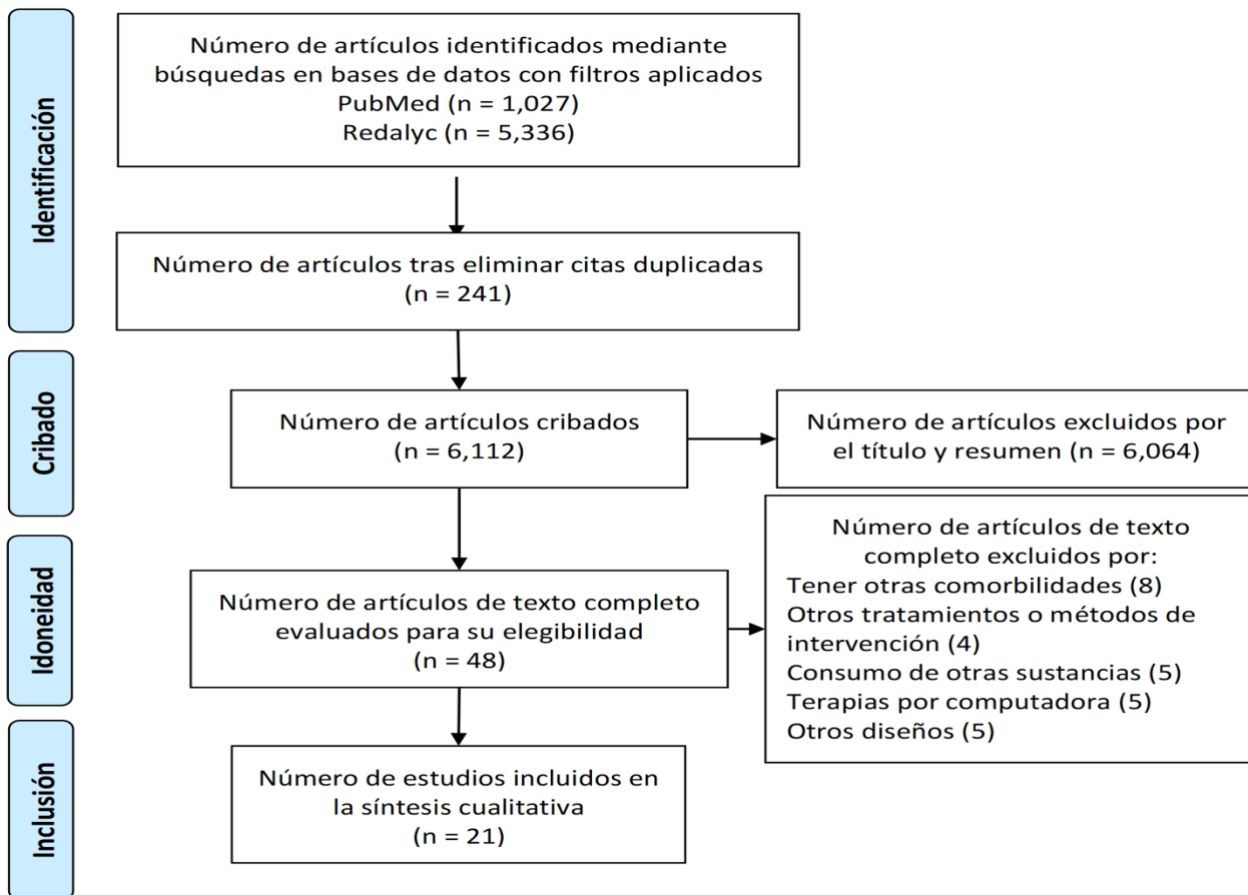 Identificación
Número de artículos identificados mediante
búsquedas en bases de datos con filtros aplicados
PubMed (n = 1,027)
Redalyc (n = 5,336)
Número de artículos tras eliminar citas duplicadas
(n = 241)
Cribado
Número de artículos cribados
(n = 6,112)
Número de artículos excluidos por
el título y resumen (n = 6,064)
Idoneidad
Número de artículos de texto completo
evaluados para su elegibilidad
(n = 48)
Número de artículos de texto
completo excluidos por:
Tener otras comorbilidades (8)
Otros tratamientos o métodos de
intervención (4)
Consumo de otras sustancias (5)
Terapias por computadora (5)
Otros diseños (5)
Inclusión
Número de estudios incluidos en
la síntesis cualitativa
(n = 21)